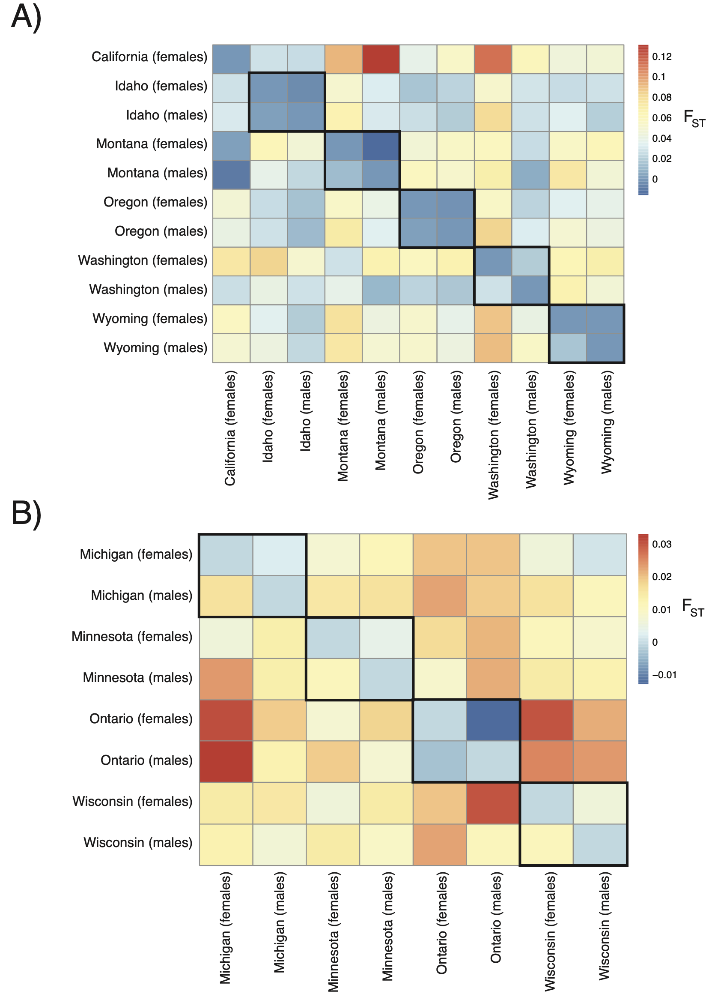 A)
California (females)
Idaho (females)
Idaho (males)
Montana (females)
Montana (males)
Oregon (females)
Oregon (males)
Washington (females)
Washington (males)
Wyoming (females)
Wyoming (males)
0.12
0.1
0.08
0.06
0.04
0.02
0
FST
California (females)
Idaho (females)
Idaho (males)
Montana (females)
Montana (males)
Oregon (females)
Oregon (males)
Washington (females)
Washington (males)
Wyoming (females)
Wyoming (males)
B)
Michigan (females)
Michigan (males)
Minnesota (females)
Minnesota (males)
Ontario (females)
Ontario (males)
Wisconsin (females)
Wisconsin (males)
0.03
0.02
0.01
0
−0.01
FST
Michigan (females)
Michigan (males)
Minnesota (females)
Minnesota (males)
Ontario (females)
Ontario (males)
Wisconsin (females)
Wisconsin (males)